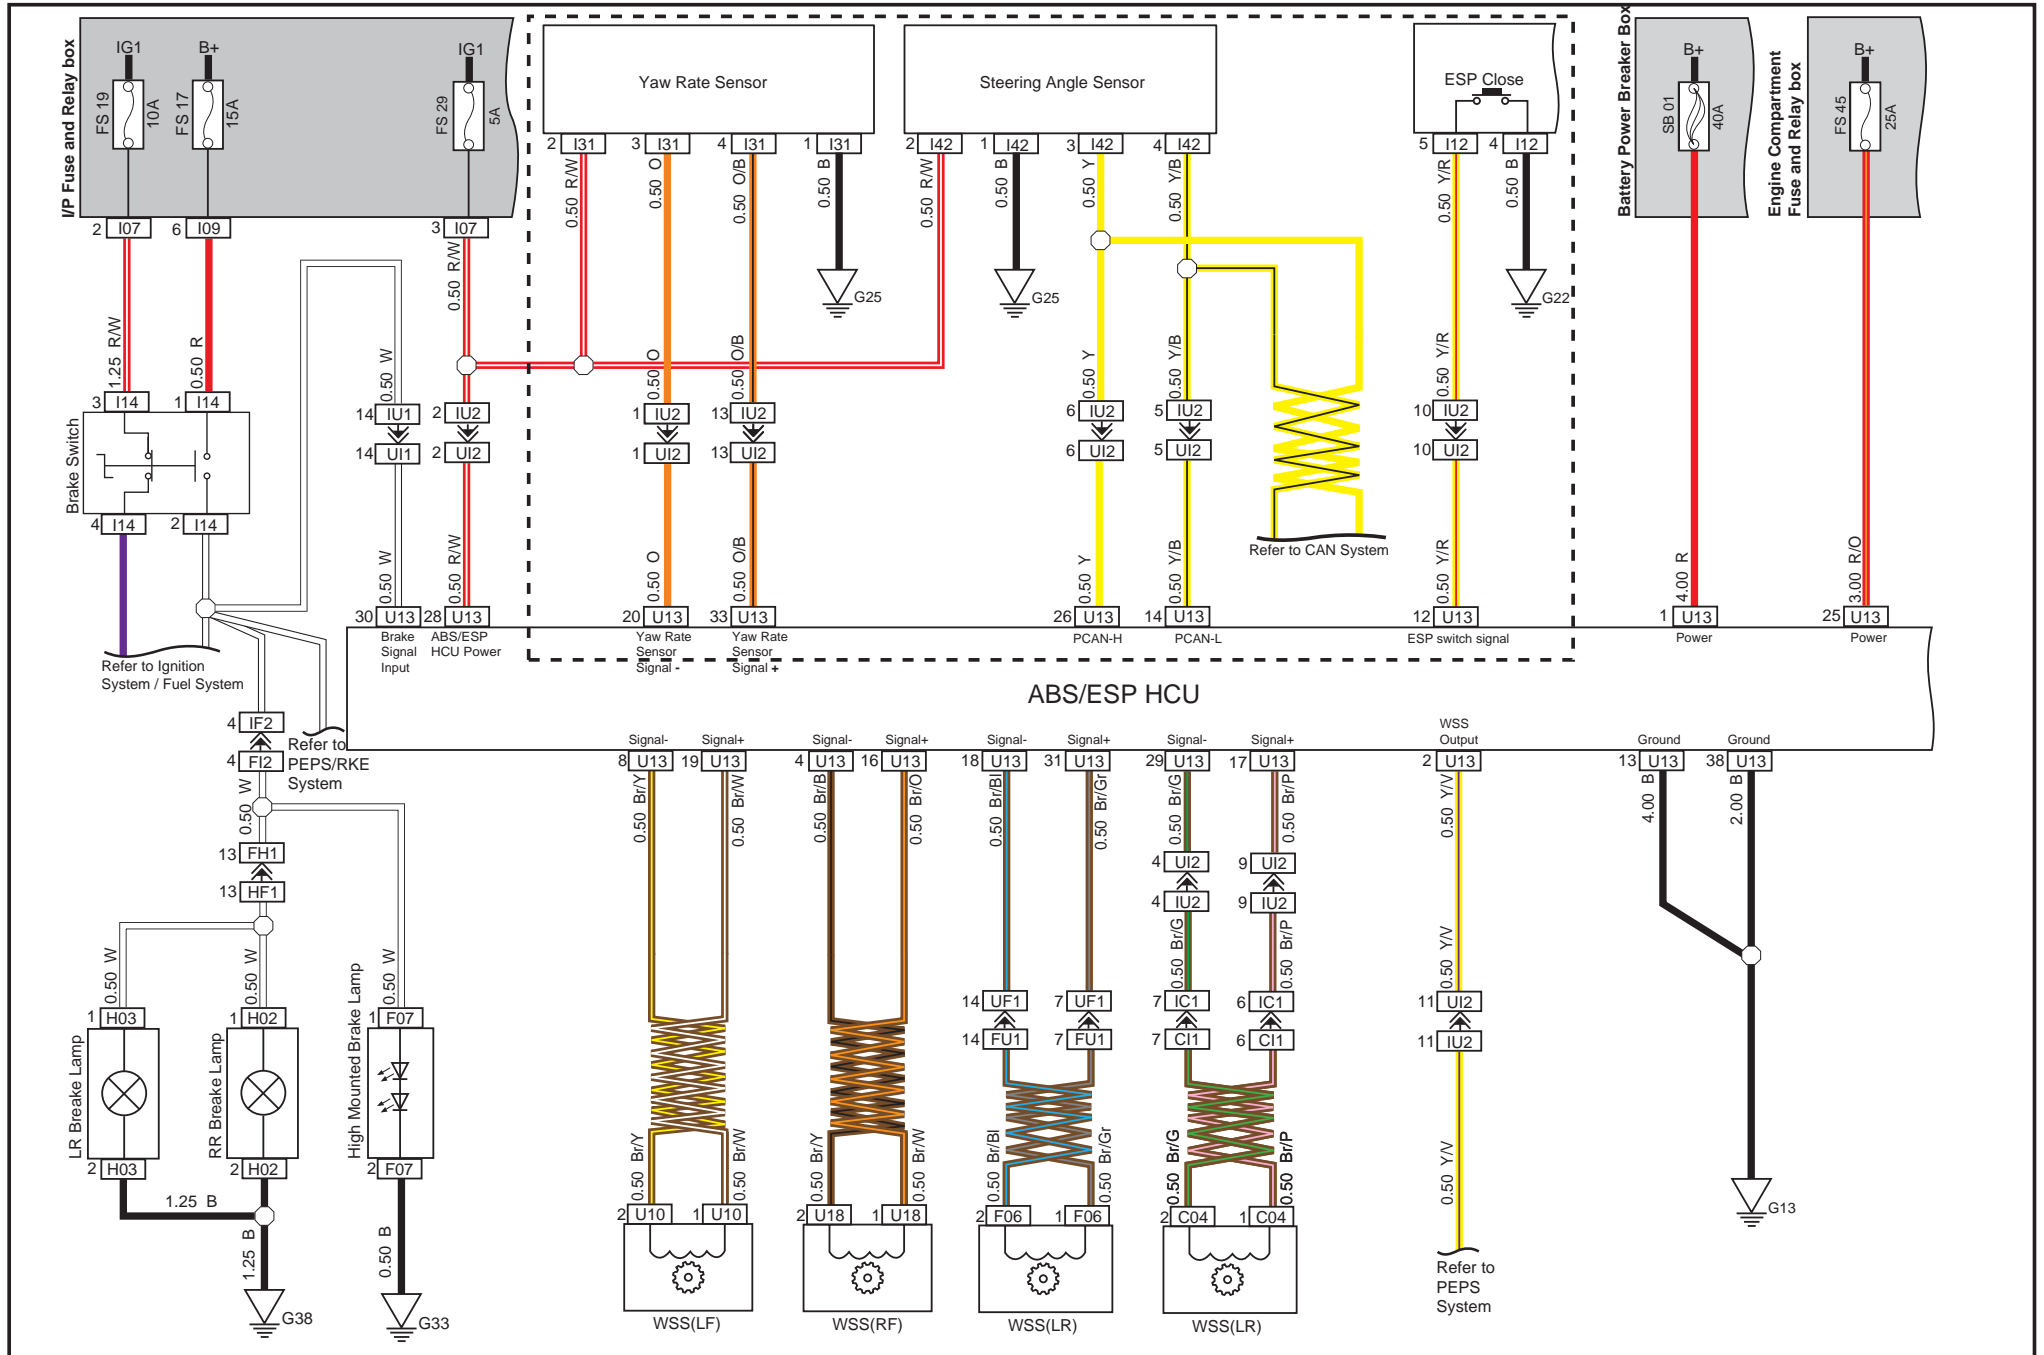 I/P Fuse and Relay box
IG1
FS 19
10A
B+
FS 17
15A
IG1
FS 29
5A
Yaw Rate Sensor
Steering Angle Sensor
ESP Close
Battery Power Breaker Box
B+
SB 01
40A
Engine Compartment
Fuse and Relay box
B+
FS 45
25A
2 I31
3 I31
4 I31
1 I31
2 I42
1 I42
3 I42
4 I42
5 I12
4 I12
0.50 R/W
0.50 O
0.50 O/B
0.50 B
0.50 R/W
0.50 B
0.50 Y
0.50 Y/B
0.50 Y/R
0.50 B
2 I07
6 I09
3 I07
0.50 R/W
G25
G25
G22
1.25 R/W
0.50 R
0.50 W
0.50 O
0.50 O/B
0.50 Y
0.50 Y/B
0.50 Y/R
3 I14
1 I14
14 IU1
2 IU2
1 IU2
13 IU2
6 IU2
5 IU2
10 IU2
14 UI1
2 UI2
1 UI2
13 UI2
6 UI2
5 UI2
10 UI2
Brake Switch
4 I14
2 I14
Refer to CAN System
0.50 W
0.50 R/W
0.50 O
0.50 O/B
0.50 Y
0.50 Y/B
0.50 Y/R
4.00 R
3.00 R/O
30 U13
28 U13
20 U13
33 U13
26 U13
14 U13
12 U13
1 U13
25 U13
Brake
Signal
Input
ABS/ESP
HCU Power
Yaw Rate
Sensor
Signal -
Yaw Rate
Sensor
Signal +
PCAN-H
PCAN-L
ESP switch signal
Power
Power
Refer to Ignition
System / Fuel System
ABS/ESP HCU
4 IF2
4 FI2
Refer to
PEPS/RKE
System
Signal-
Signal+
Signal-
Signal+
Signal-
Signal+
Signal-
Signal+
WSS
Output
Ground
Ground
8 U13
19 U13
4 U13
16 U13
18 U13
31 U13
29 U13
17 U13
2 U13
13 U13
38 U13
0.50 W
0.50 Br/Y
0.50 Br/W
0.50 Br/B
0.50 Br/O
0.50 Br/Bl
0.50 Br/Gr
0.50 Br/G
0.50 Br/P
0.50 Y/V
4.00 B
2.00 B
13 FH1
13 HF1
4 UI2
9 UI2
4 IU2
9 IU2
0.50 W
0.50 W
0.50 W
0.50 Br/G
0.50 Br/P
0.50 Y/V
14 UF1
7 UF1
7 IC1
6 IC1
11 UI2
14 FU1
7 FU1
7 CI1
6 CI1
11 IU2
1 H03
1 H02
1 F07
LR Brake Lamp
RR Brake Lamp
High Mounted Brake Lamp
2 H03
2 H02
2 F07
0.50 Br/Y
0.50 Br/W
0.50 Br/Y
0.50 Br/W
0.50 Br/Bl
0.50 Br/Gr
0.50 Br/G
0.50 Br/P
0.50 Y/V
1.25 B
1.25 B
0.50 B
2 U10
1 U10
2 U18
1 U18
2 F06
1 F06
2 C04
1 C04
G13
Refer to
PEPS
System
G38
G33
WSS(LF)
WSS(RF)
WSS(LR)
WSS(LR)